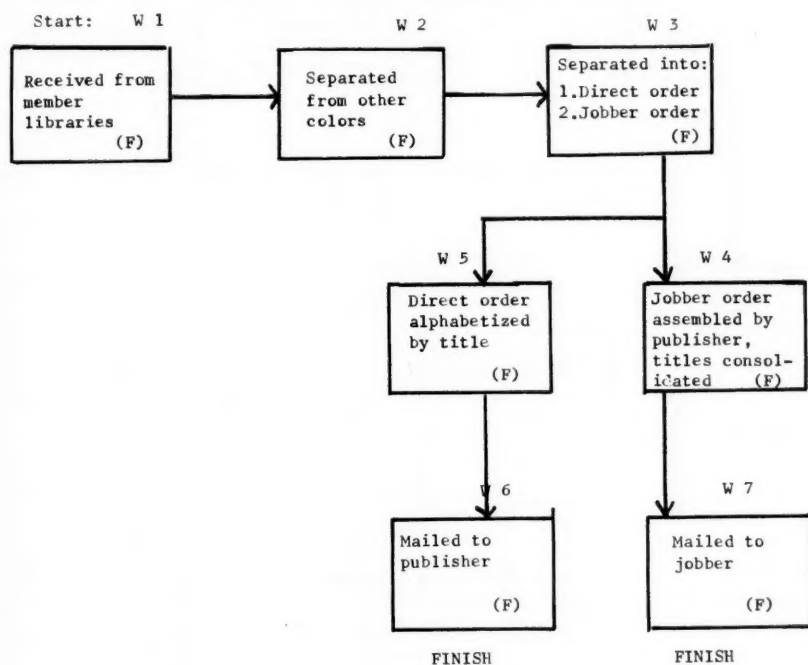 Start: W 1
Received from
member
libraries
(F)
W 2
Separated
from other
colors
(F)
W 3
Separated into:
1.Direct order
2.Jobber order
(F)
W 5
Direct order
alphabetized
by title
(F)
W 4
Jobber order
assembled by
publisher,
titles consol-
idated (F)
W 6
Mailed to
publisher
(F)
FINISH
W 7
Mailed to
jobber
(F)
FINISH